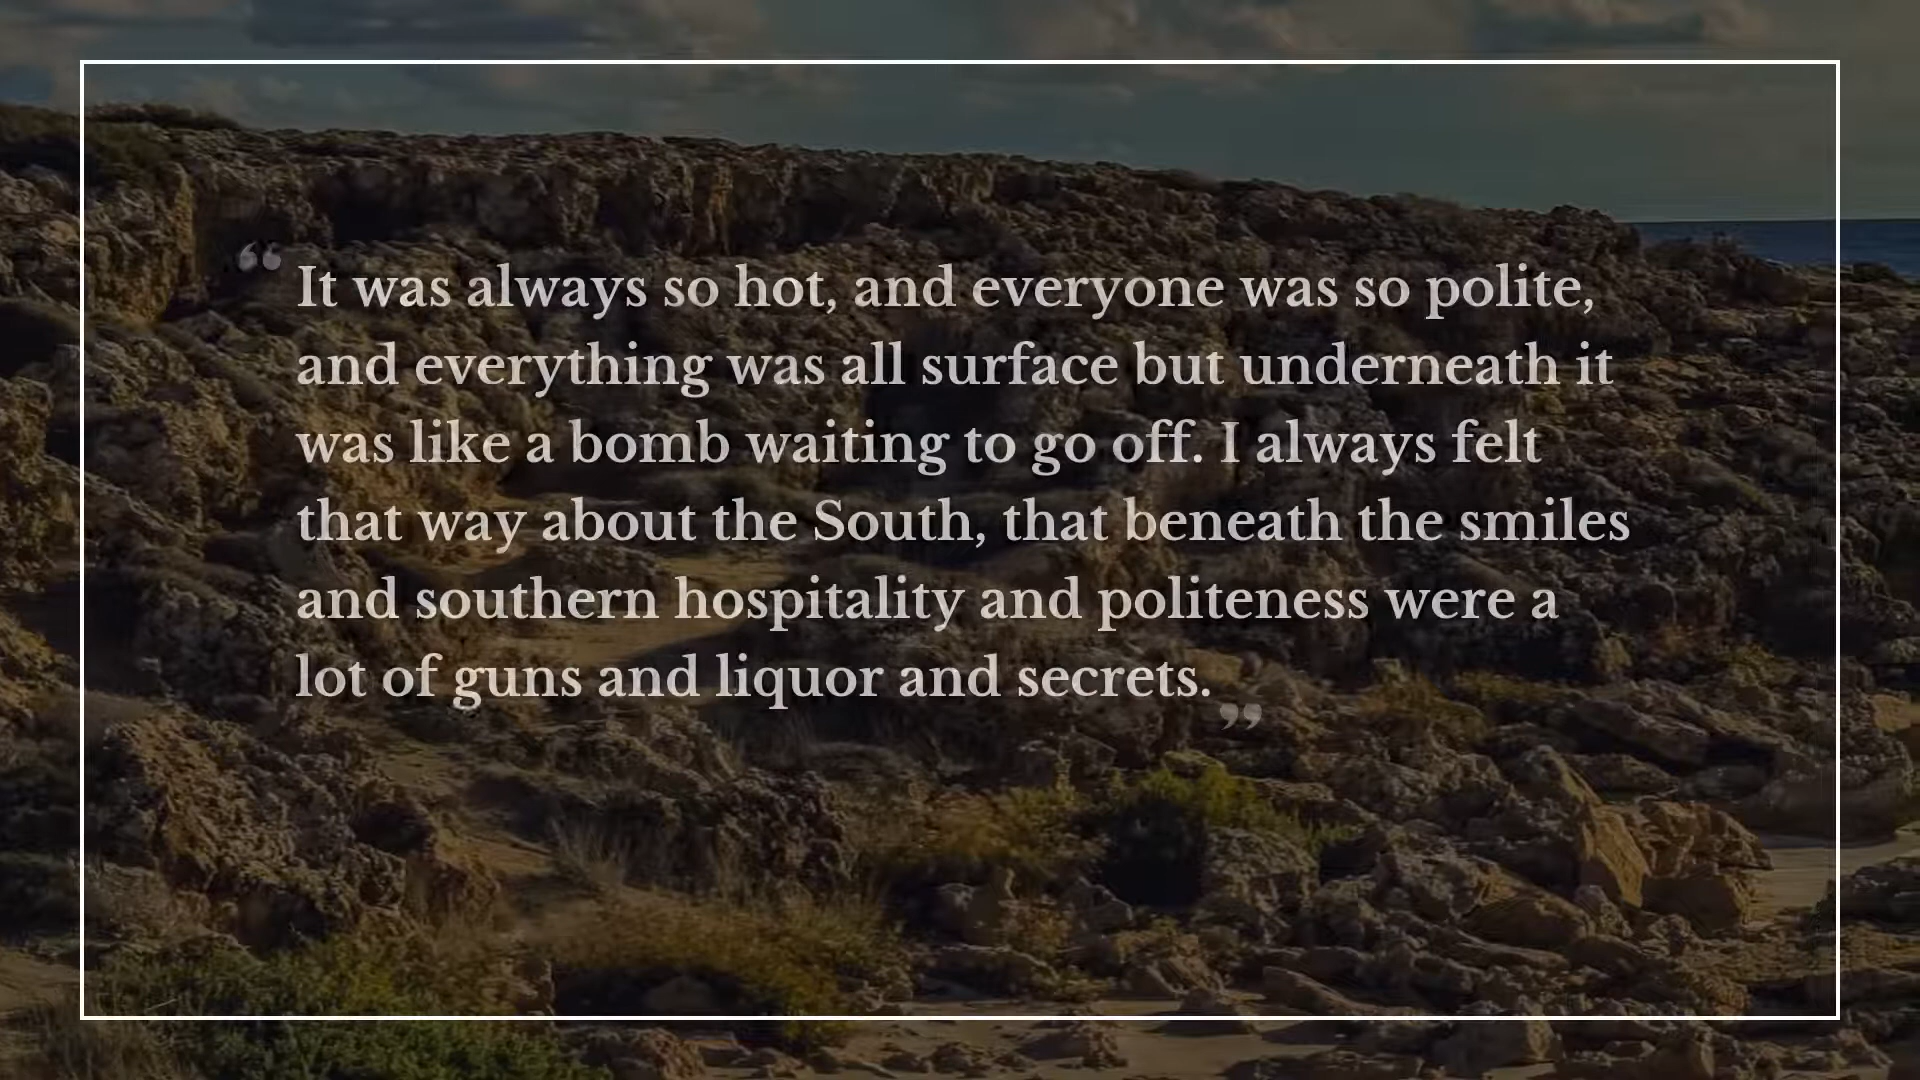 “It was always so hot, and everyone was so polite,
and everything was all surface but underneath it
was like a bomb waiting to go off. I always felt
that way about the South, that beneath the smiles
and southern hospitality and politeness were a
lot of guns and liquor and secrets.”